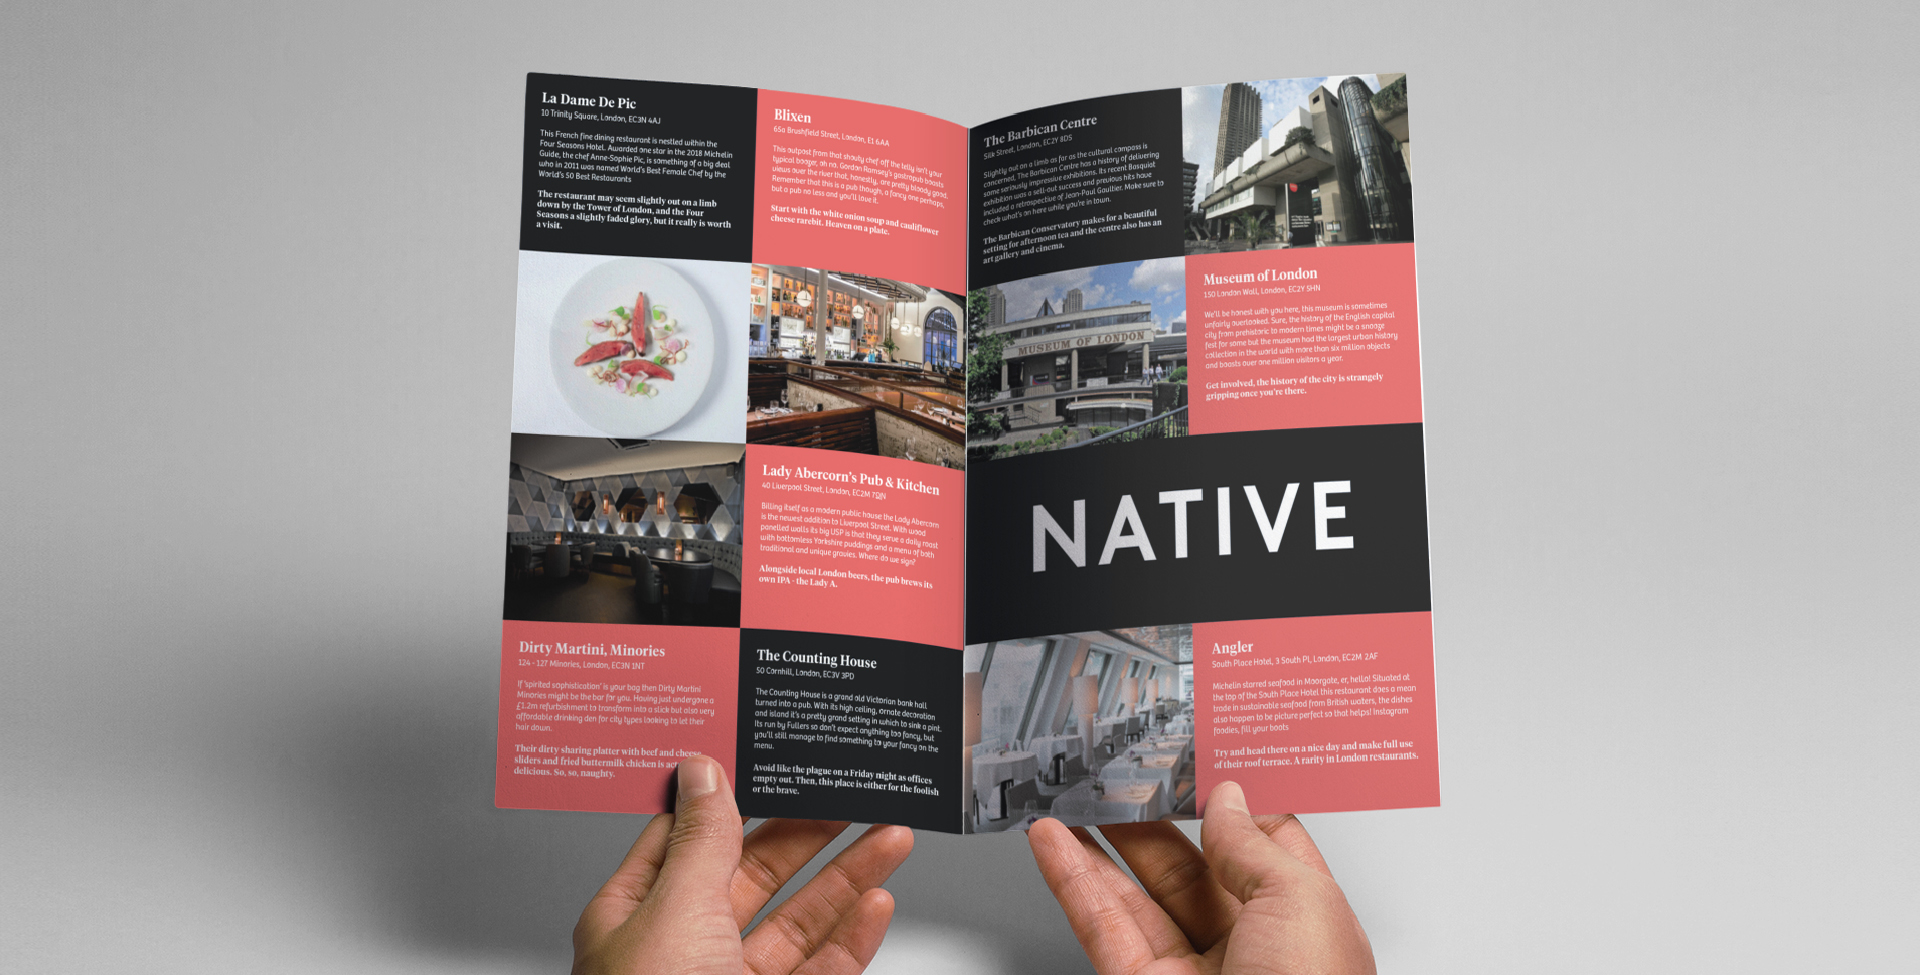 La Dame De Pic
10 Trinity Square, London, EC3N 4AJ
This French fine dining restaurant is nestled within the
Four Seasons Hotel. Awarded one star in the 2018 Michelin
Guide, the chef Anne-Sophie Pic, is something of a big deal
who in 2011 was named World's Best Female Chef by the
World's 50 Best Restaurants
The restaurant may seem slightly out on a limb
down by the Tower of London, and the Four
Seasons a slightly faded glory, but it really is worth
a visit.
Blixen
65a Brushfield Street, London, E1 6AA
This outpost from that shouty chef off the telly isn't your
typical boozer, oh no. Gordon Ramsey's gastropub boasts
views over the river that, honestly, are pretty bloody good.
Remember that this is a pub though, a fancy one perhaps,
but a pub no less and you'll love it.
Start with the white onion soup and cauliflower
cheese rarebit. Heaven on a plate.
Lady Abercorn's Pub & Kitchen
40 Liverpool Street, London, EC2M 7QN
Billing itself as a modern public house the Lady Abercorn
is the newest addition to Liverpool Street. With wood
panelled walls its big USP is that they serve a daily roast
with bottomless Yorkshire puddings and a menu of both
traditional and unique gravies. Where do we sign?
Alongside local London beers, the pub brews its
own IPA - the Lady A.
Dirty Martini, Minories
124 - 127 Minories, London, EC3N 1NT
If 'spirited sophistication' is your bag then Dirty Martini
Minories might be the bar for you. Having just undergone a
£1.2m refurbishment to transform into a slick but also very
affordable drinking den for city types looking to let their
hair down.
Their dirty sharing platter with beef and cheese
sliders and fried buttermilk chicken is
delicious. So, so, naughty.
The Counting House
50 Cornhill, London, EC3V 3PD
The Counting House is a grand old Victorian bank hall
turned into a pub. With its high ceiling, ornate decoration
and island it's a pretty grand setting in which to sink a pint.
Its run by Fullers so don't expect anything too fancy, but
you'll still manage to find something to your fancy on the
menu.
Avoid like the plague on a Friday night as offices
empty out. Then, this place is either for the foolish
or the brave.
The Barbican Centre
Silk Street, London, EC2Y 8DS
Slightly out on a limb as far as the cultural compass is
concerned, The Barbican Centre has a history of delivering
some seriously impressive exhibitions. Its recent Basquiat
exhibition was a sell-out success and previous hits have
included a retrospective of Jean-Paul Gaultier. Make sure to
check what's on here while you're in town.
The Barbican Conservatory makes for a beautiful
setting for afternoon tea and the centre also has an
art gallery and cinema.
MUSEUM OF LONDON
Museum of London
150 London Wall, London, EC2Y 5HN
We'll be honest with you here, this museum is sometimes
unfairly overlooked. Sure, the history of the English capital
city from prehistoric to modern times might be a snooze
fest for some but the museum had the largest urban history
collection in the world with more than six million objects
and boasts over one million visitors a year.
Get involved, the history of the city is strangely
gripping once you're there.
NATIVE
Angler
South Place Hotel, 3 South Pl, London, EC2M 2AF
Michelin starred seafood in Moorgate, er, hello! Situated at
the top of the South Place Hotel this restaurant does a mean
trade in sustainable seafood from British waters, the dishes
also happen to be picture perfect so that helps! Instagram
foodies, fill your boots
Try and head there on a nice day and make full use
of their roof terrace. A rarity in London restaurants.